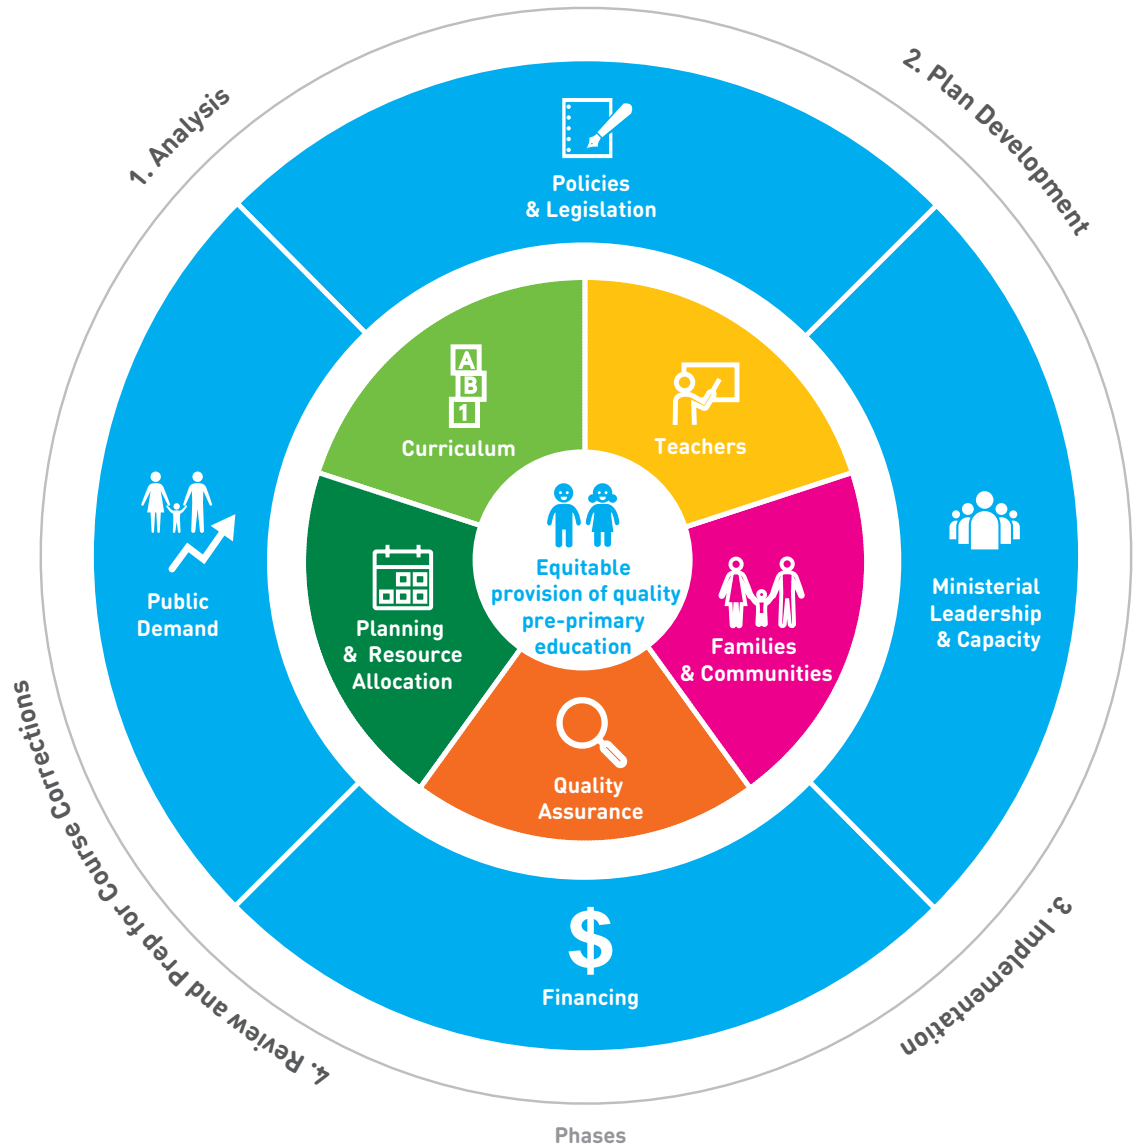 1. Analysis
2. Plan Development
Policies
& Legislation
A
B
1
Curriculum
Teachers
Public
Demand
Equitable
provision of quality
pre-primary
education
Ministerial
Leadership
& Capacity
Planning
& Resource
Allocation
Families
& Communities
Quality
Assurance
$
Financing
3. Implementation
4. Review and Prep for Course Corrections
Phases